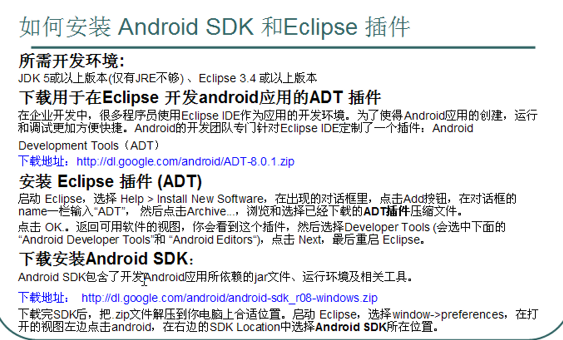 如何安装 Android SDK 和Eclipse 插件
所需开发环境:
JDK 5或以上版本(仅有JRE不够) 、Eclipse 3.4 或以上版本
下载用于在Eclipse 开发android应用的ADT 插件
在企业开发中，很多程序员使用Eclipse IDE作为应用的开发环境。为了使得Android应用的创建，运行
和调试更加方便快捷。Android的开发团队专门针对Eclipse IDE定制了一个插件：Android
Development Tools（ADT）
下载地址：http://dl.google.com/android/ADT-8.0.1.zip
安装 Eclipse 插件 (ADT)
启动 Eclipse，选择 Help > Install New Software，在出现的对话框里，点击Add按钮，在对话框的
name一栏输入“ADT”， 然后点击Archive...，浏览和选择已经下载的ADT插件压缩文件。
点击 OK.。返回可用软件的视图，你会看到这个插件，然后选择Developer Tools (会选中下面的
“Android Developer Tools”和 “Android Editors“)，点击 Next，最后重启 Eclipse。
下载安装Android SDK：
Android SDK包含了开发Android应用所依赖的jar文件、运行环境及相关工具。
下载地址： http://dl.google.com/android/android-sdk_r08-windows.zip
下载完SDK后，把.zip文件解压到你电脑上合适位置。启动 Eclipse，选择window->preferences，在打
开的视图左边点击android，在右边的SDK Location中选择Android SDK所在位置。